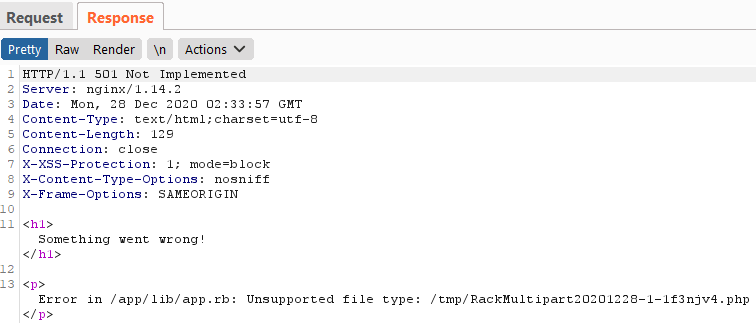 Request Response
Pretty Raw Render \n Actions
1 HTTP/1.1 501 Not Implemented
2 Server: nginx/1.14.2
3 Date: Mon, 28 Dec 2020 02:33:57 GMT
4 Content-Type: text/html;charset=utf-8
5 Content-Length: 129
6 Connection: close
7 X-XSS-Protection: 1; mode=block
8 X-Content-Type-Options: nosniff
9 X-Frame-Options: SAMEORIGIN
10
11 <h1>
Something went wrong!
</h1>
12
13 <p>
Error in /app/lib/app.rb: Unsupported file type: /tmp/RackMultipart20201228-1-1f3njv4.php
</p>